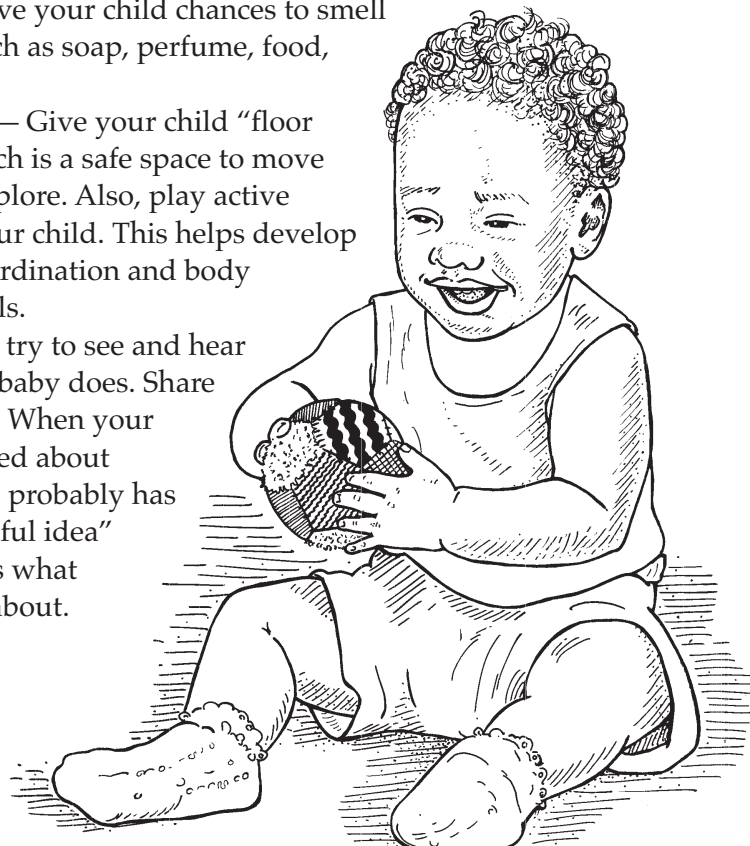 ve your child chances to smell
ch as soap, perfume, food,
— Give your child “floor
ch is a safe space to move
plore. Also, play active
ur child. This helps develop
ordination and body
ls.
try to see and hear
baby does. Share
When your
ed about
probably has
ful idea”
s what
about.